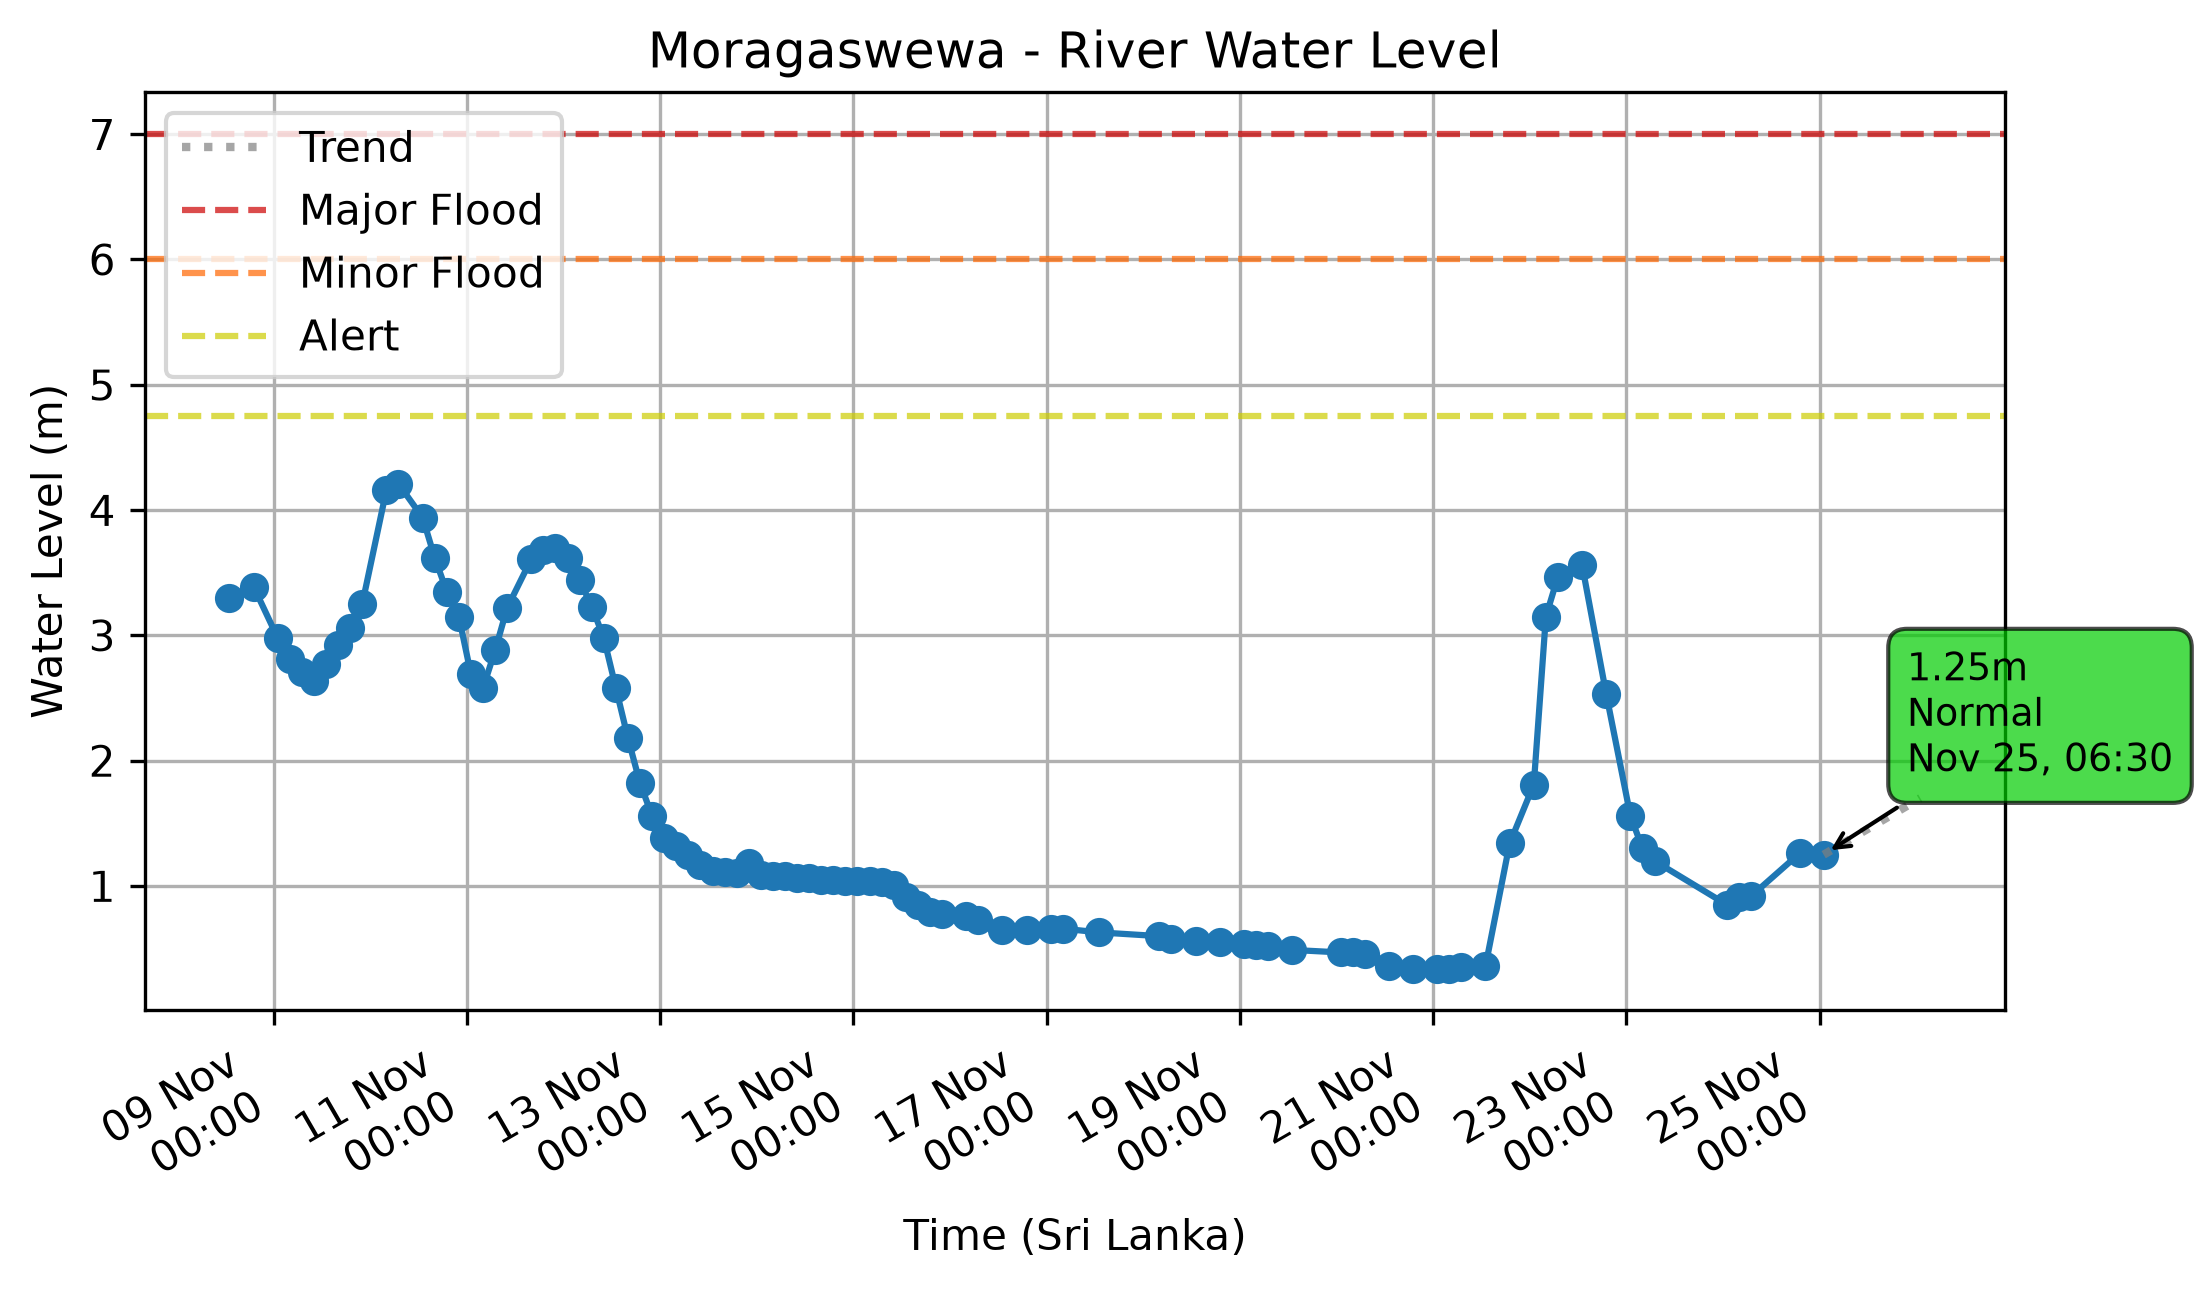 Moragaswewa - River Water Level
Trend
Major Flood
Minor Flood
Alert
Water Level (m)
7
6
5
4
3
2
1
1.25m
Normal
Nov 25, 06:30
09 Nov
00:00
11 Nov
00:00
13 Nov
00:00
15 Nov
00:00
17 Nov
00:00
19 Nov
00:00
21 Nov
00:00
23 Nov
00:00
25 Nov
00:00
Time (Sri Lanka)